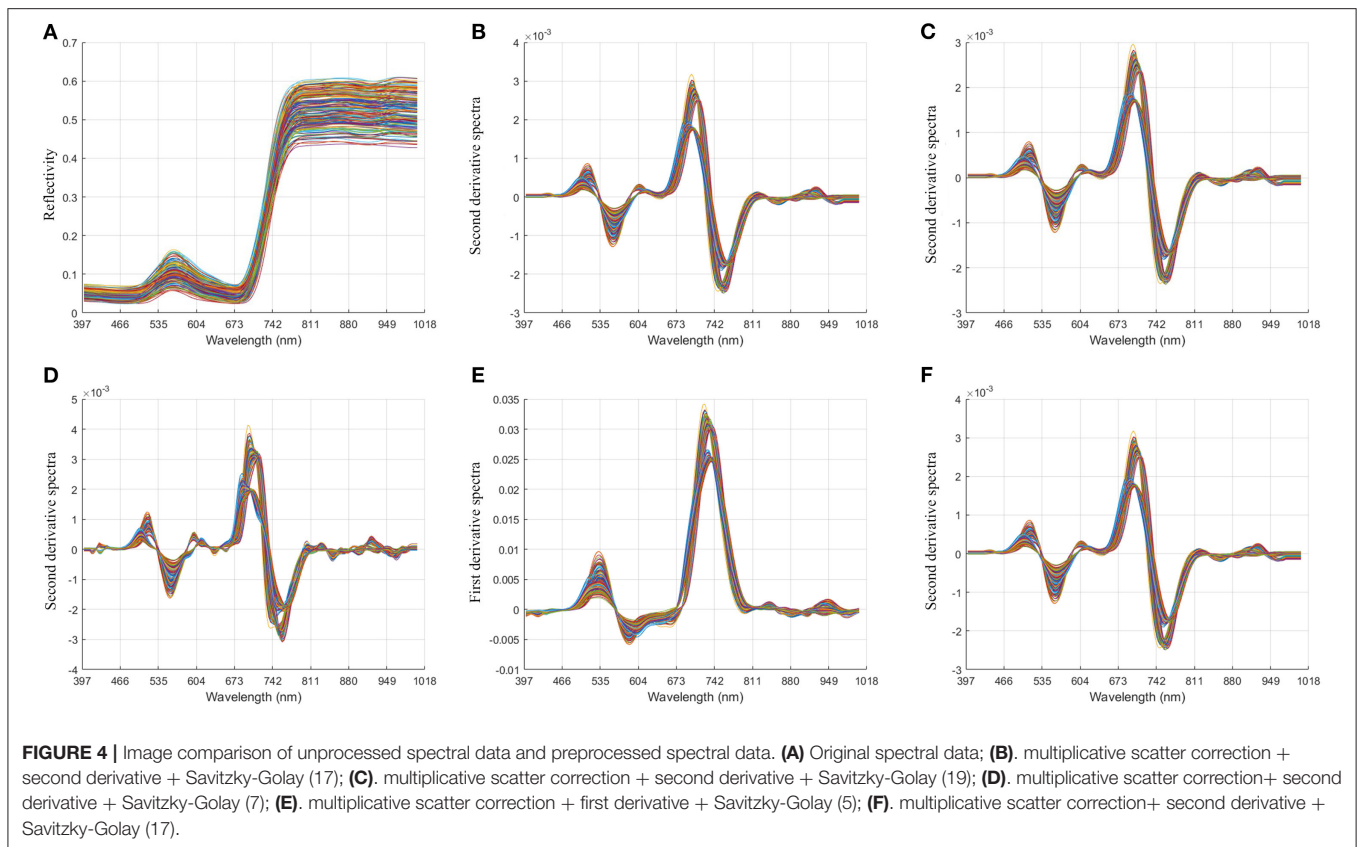 A
0.7
0.6
0.5
0.4
0.3
0.2
0.1
0
Reflectivity
397 466 535 604 673 742 811 880 949 1018
Wavelength (nm)
B
×10⁻³
4
3
2
1
0
-1
-2
-3
Second derivative spectra
397 466 535 604 673 742 811 880 949 1018
Wavelength (nm)
C
×10⁻³
3
2
1
0
-1
-2
-3
Second derivative spectra
397 466 535 604 673 742 811 880 949 1018
Wavelength (nm)
D
×10⁻³
5
4
3
2
1
0
-1
-2
-3
-4
Second derivative spectra
397 466 535 604 673 742 811 880 949 1018
Wavelength (nm)
E
0.035
0.03
0.025
0.02
0.015
0.01
0.005
0
-0.005
-0.01
First derivative spectra
397 466 535 604 673 742 811 880 949 1018
Wavelength (nm)
F
×10⁻³
4
3
2
1
0
-1
-2
-3
Second derivative spectra
397 466 535 604 673 742 811 880 949 1018
Wavelength (nm)
FIGURE 4 | Image comparison of unprocessed spectral data and preprocessed spectral data. (A) Original spectral data; (B). multiplicative scatter correction +
second derivative + Savitzky-Golay (17); (C). multiplicative scatter correction + second derivative + Savitzky-Golay (19); (D). multiplicative scatter correction+ second
derivative + Savitzky-Golay (7); (E). multiplicative scatter correction + first derivative + Savitzky-Golay (5); (F). multiplicative scatter correction+ second derivative +
Savitzky-Golay (17).